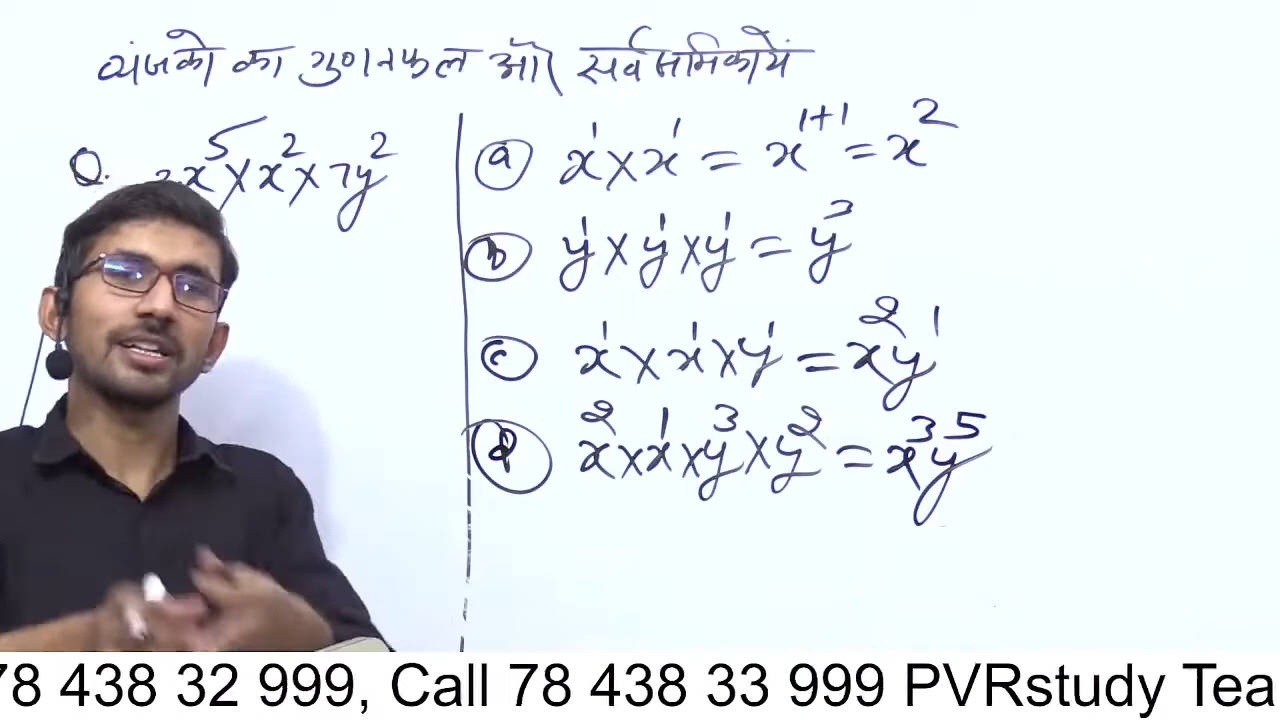 व्यंजको का गुणनफल और सर्वसमिकायें
Q. x⁵ × x² × 7y²
(a) x¹ × x¹ = x¹⁺¹ = x²
(b) y¹ × y¹ × y¹ = y³
(c) x¹ × x¹ × y¹ = x²y¹
(d) x² × x¹ × y³ × y² = x³y⁵
78 438 32 999, Call 78 438 33 999 PVRstudy Tea